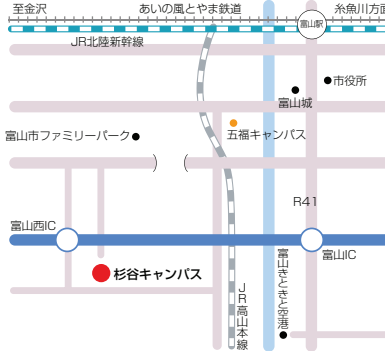 至金沢
あいの風とやま鉄道
糸魚川方面
富山駅
JR北陸新幹線
市役所
富山城
五福キャンパス
富山市ファミリーパーク
R41
富山西IC
富山IC
杉谷キャンパス
富山きときと空港
JR高山本線